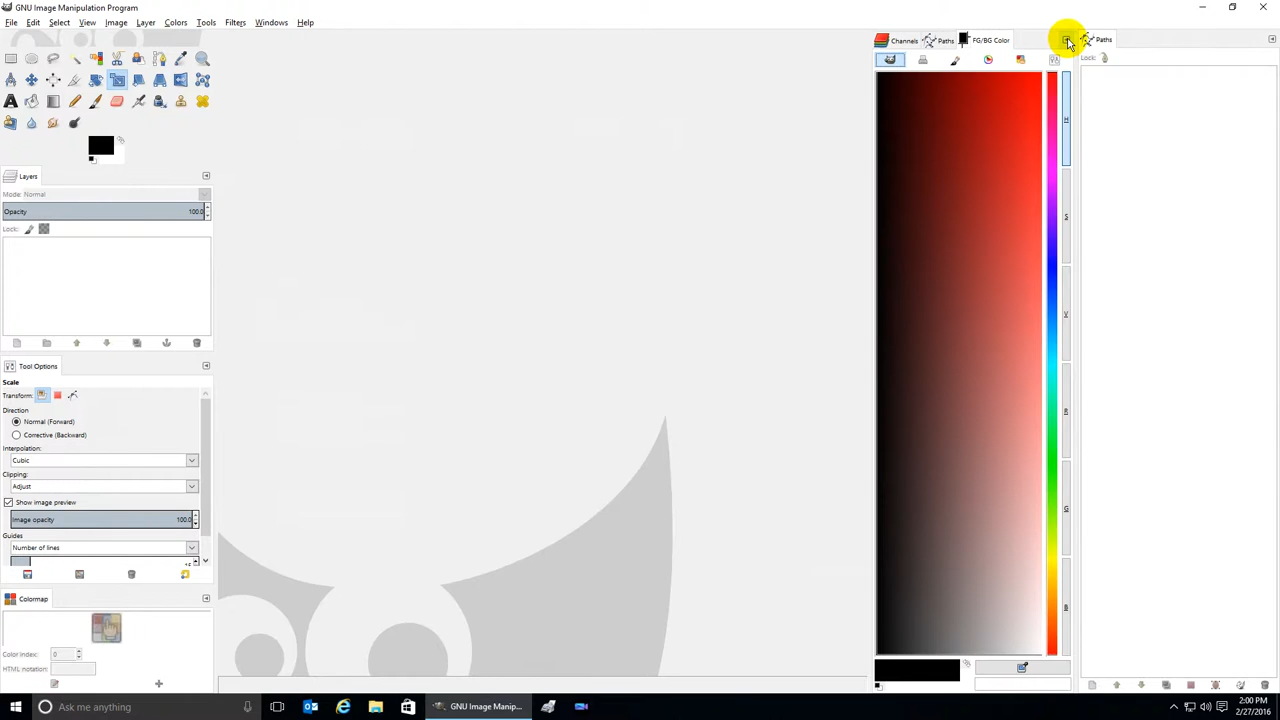 GNU Image Manipulation Program
File Edit Select View Image Layer Colors Tools Filters Windows Help
Channels Paths FG/BG Color Paths
Lock:
H
S
V
R
G
B
Layers
Mode: Normal
Opacity 100.0
Lock:
Tool Options
Scale
Transform:
Direction
Normal (Forward)
Corrective (Backward)
Interpolation:
Cubic
Clipping:
Adjust
Show image preview
Image opacity 100.0
Guides
Number of lines
Colormap
Color index: 0
HTML notation:
Ask me anything
GNU Image Manip...
2:00 PM
2/27/2016